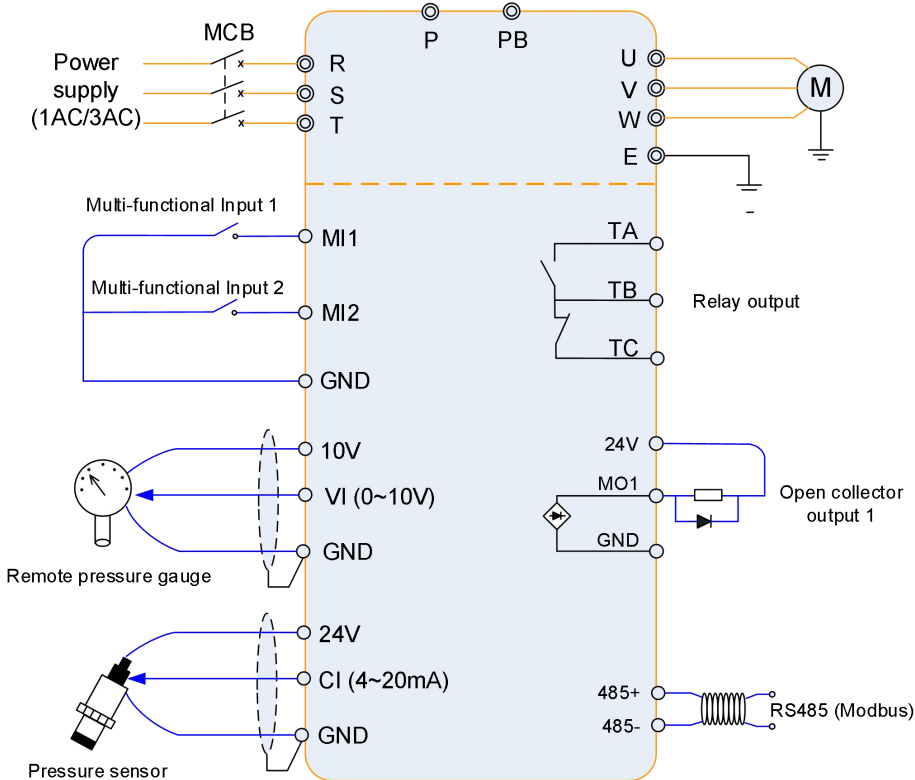 MCB
P
PB
Power
supply
(1AC/3AC)
R
S
T
U
V
W
E
M
Multi-functional Input 1
MI1
Multi-functional Input 2
MI2
GND
TA
TB
TC
Relay output
10V
VI (0~10V)
GND
Remote pressure gauge
24V
MO1
GND
Open collector
output 1
24V
CI (4~20mA)
GND
Pressure sensor
485+
485-
RS485 (Modbus)